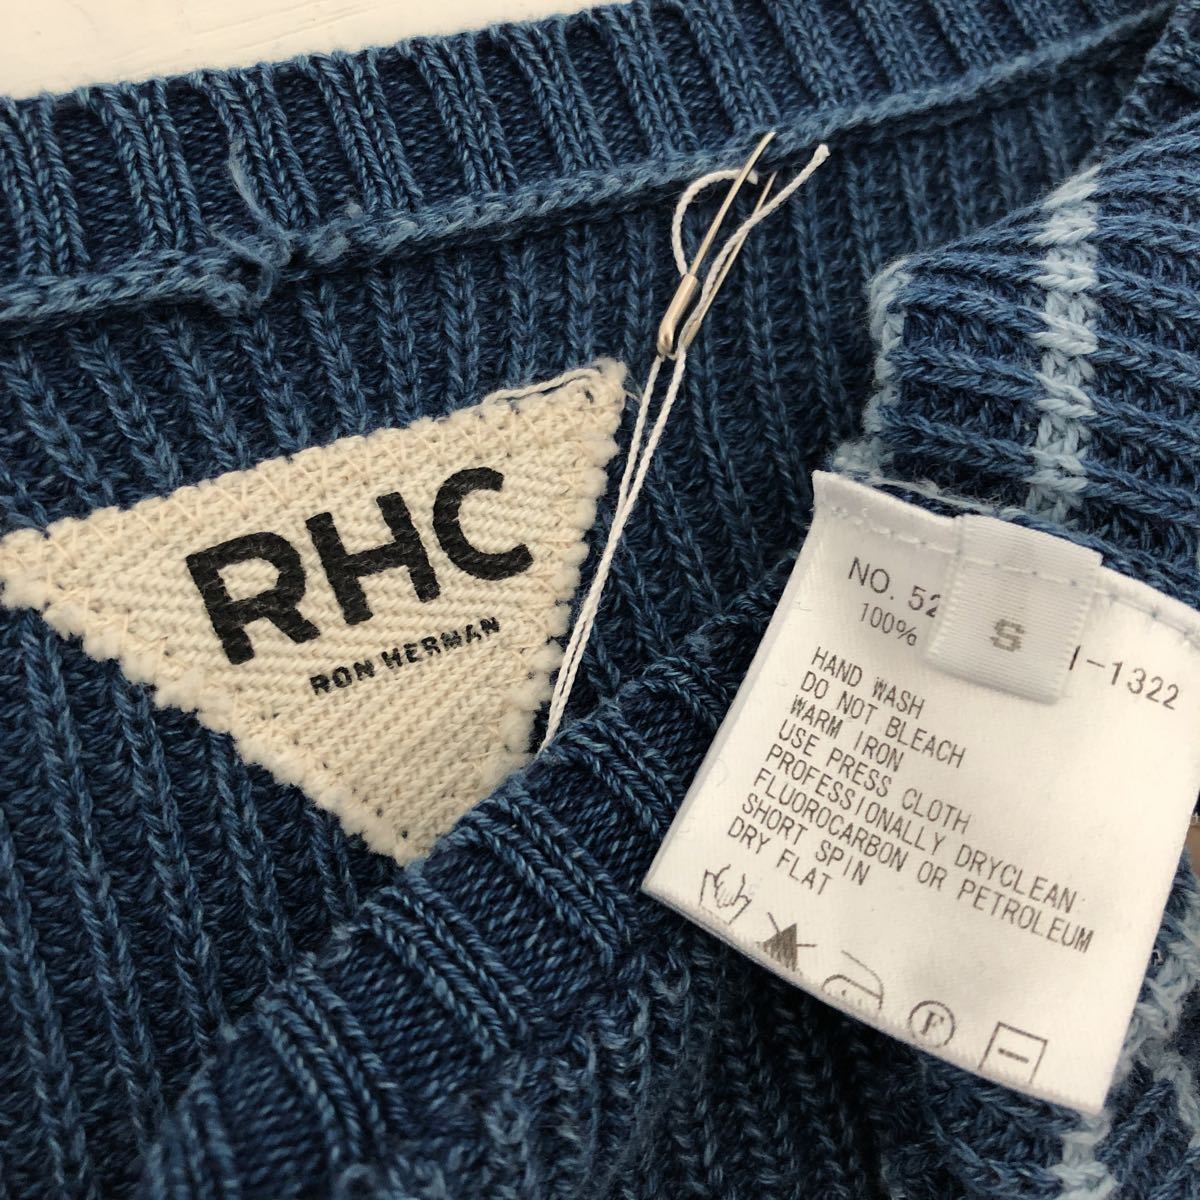 RHC
RON HERMAN
S
NO. 52 1-1322
100%
HAND WASH
DO NOT BLEACH
WARM IRON
USE PRESS CLOTH
PROFESSIONALLY DRYCLEAN:
FLUOROCARBON OR PETROLEUM
SHORT SPIN
DRY FLAT
F